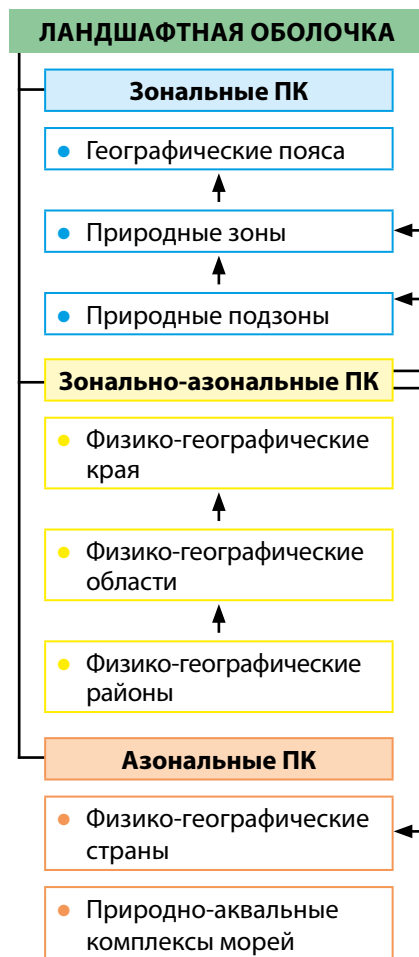 ЛАНДШАФТНАЯ ОБОЛОЧКА
Зональные ПК
• Географические пояса
• Природные зоны
• Природные подзоны
Зонально-азональные ПК
• Физико-географические
края
• Физико-географические
области
• Физико-географические
районы
Азональные ПК
• Физико-географические
страны
• Природно-аквальные
комплексы морей